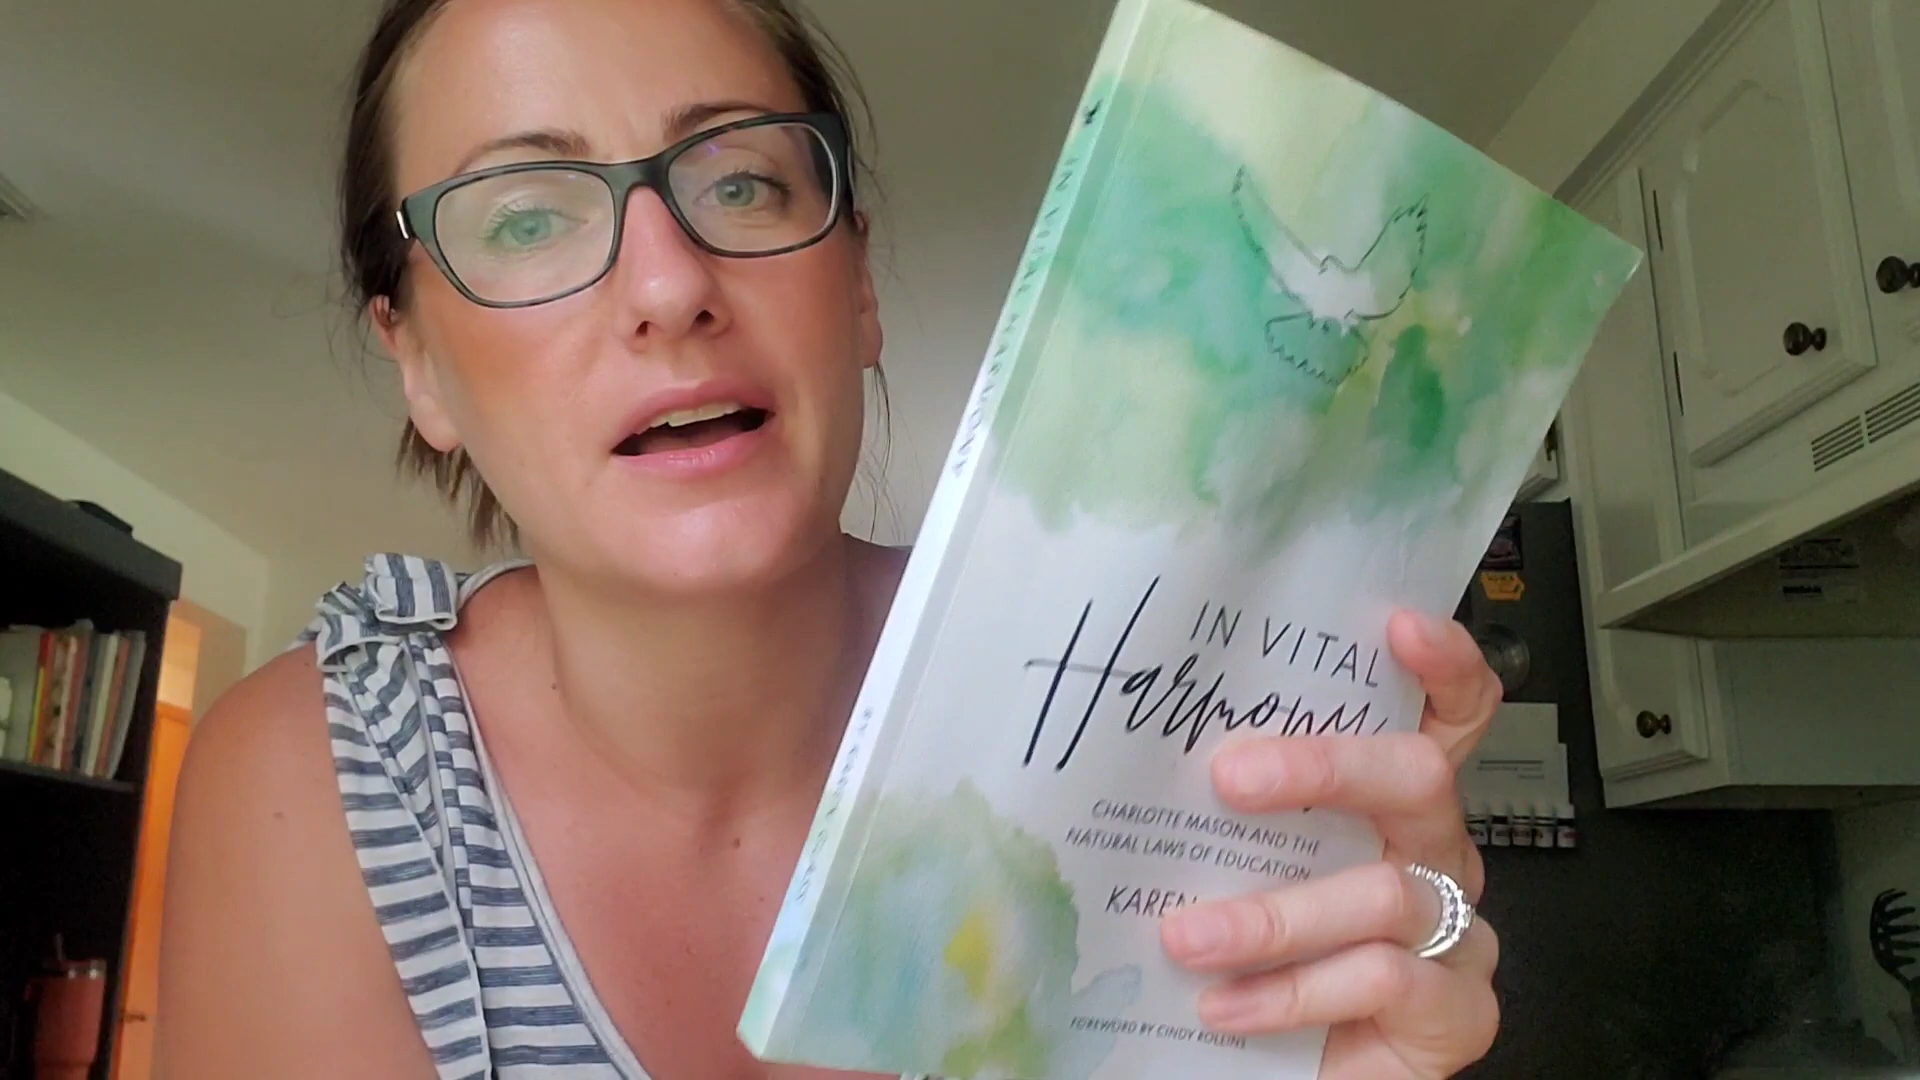 IN VITAL HARMONY
IN VITAL
Harmony
CHARLOTTE MASON AND THE
NATURAL LAWS OF EDUCATION
KAREN
FOREWORD BY CINDY ROLLINS